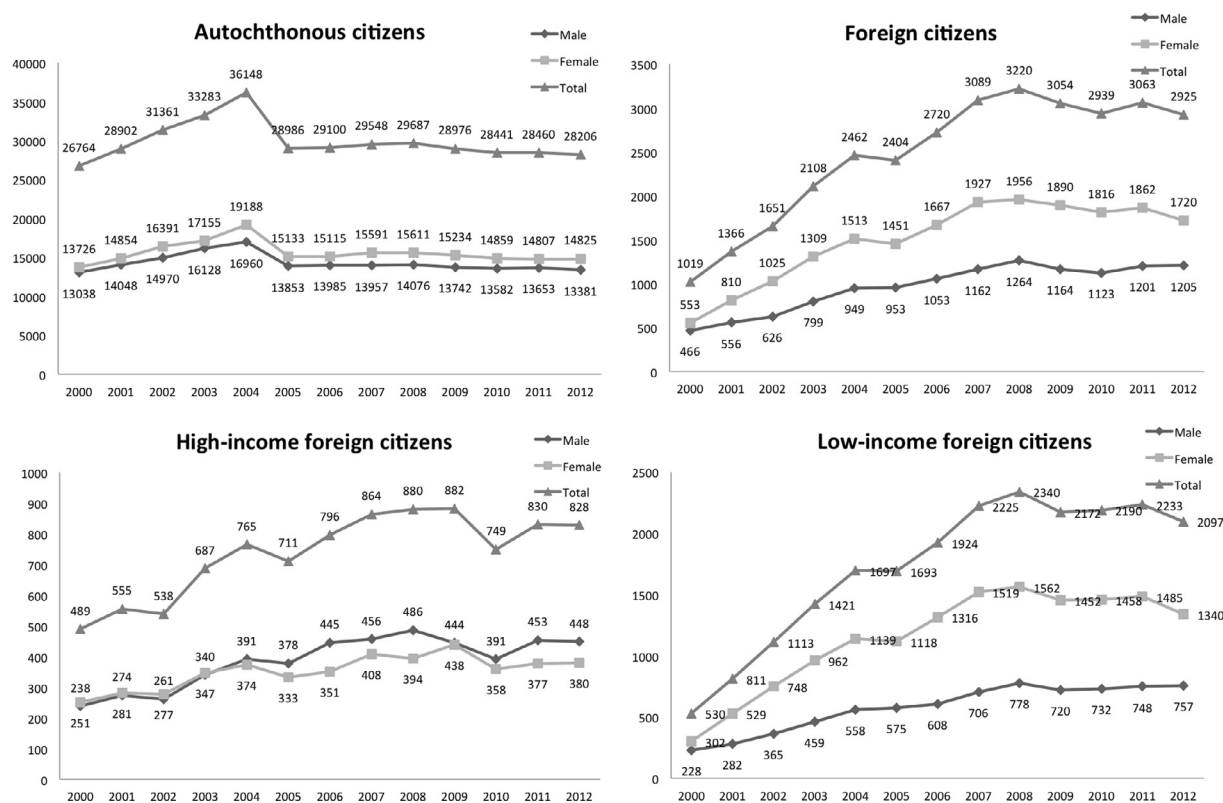 Autochthonous citizens
Male
Female
Total
40000
35000
30000
25000
20000
15000
10000
5000
0
26764 28902 31361 33283 36148 28986 29100 29548 29687 28976 28441 28460 28206
13726 14854 16391 17155 19188 15133 15115 15591 15611 15234 14859 14807 14825
13038 14048 14970 16128 16960 13853 13985 13957 14076 13742 13582 13653 13381
2000 2001 2002 2003 2004 2005 2006 2007 2008 2009 2010 2011 2012
Foreign citizens
Male
Female
Total
3500
3000
2500
2000
1500
1000
500
0
1019 1366 1651 2108 2462 2404 2720 3089 3220 3054 2939 3063 2925
553 810 1025 1309 1513 1451 1667 1927 1956 1890 1816 1862 1720
466 556 626 799 949 953 1053 1162 1264 1164 1123 1201 1205
2000 2001 2002 2003 2004 2005 2006 2007 2008 2009 2010 2011 2012
High-income foreign citizens
Male
Female
Total
1000
900
800
700
600
500
400
300
200
100
0
489 555 538 687 765 711 796 864 880 882 749 830 828
238 274 261 340 391 378 445 456 486 444 391 453 448
251 281 277 347 374 333 351 408 394 438 358 377 380
2000 2001 2002 2003 2004 2005 2006 2007 2008 2009 2010 2011 2012
Low-income foreign citizens
Male
Female
Total
2500
2000
1500
1000
500
0
530 811 1113 1421 1697 1693 1924 2225 2340 2172 2190 2233 2097
302 529 748 962 1139 1118 1316 1519 1562 1452 1458 1485 1340
228 282 365 459 558 575 608 706 778 720 732 748 757
2000 2001 2002 2003 2004 2005 2006 2007 2008 2009 2010 2011 2012